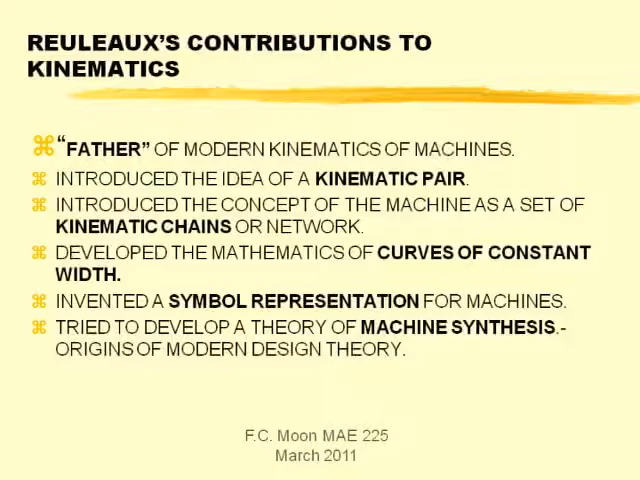 REULEAUX’S CONTRIBUTIONS TO
KINEMATICS
“FATHER” OF MODERN KINEMATICS OF MACHINES.
INTRODUCED THE IDEA OF A KINEMATIC PAIR.
INTRODUCED THE CONCEPT OF THE MACHINE AS A SET OF
KINEMATIC CHAINS OR NETWORK.
DEVELOPED THE MATHEMATICS OF CURVES OF CONSTANT
WIDTH.
INVENTED A SYMBOL REPRESENTATION FOR MACHINES.
TRIED TO DEVELOP A THEORY OF MACHINE SYNTHESIS.-
ORIGINS OF MODERN DESIGN THEORY.
F.C. Moon MAE 225
March 2011